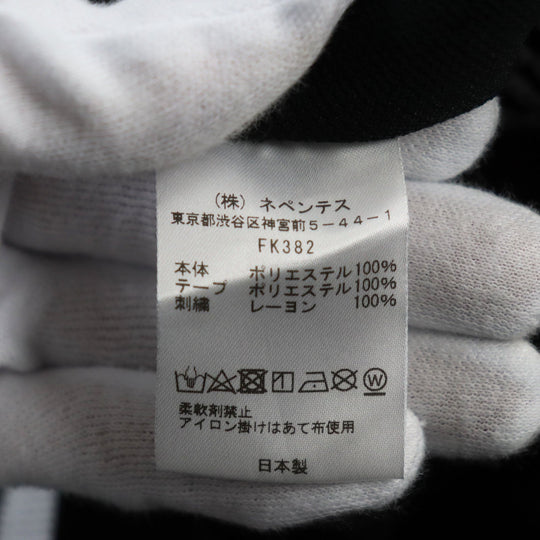 （株）ネペンテス
東京都渋谷区神宮前５－４４－１
FK382
本体 ポリエステル100%
テープ ポリエステル100%
刺繍 レーヨン 100%
W
柔軟剤禁止
アイロン掛けはあて布使用
日本製